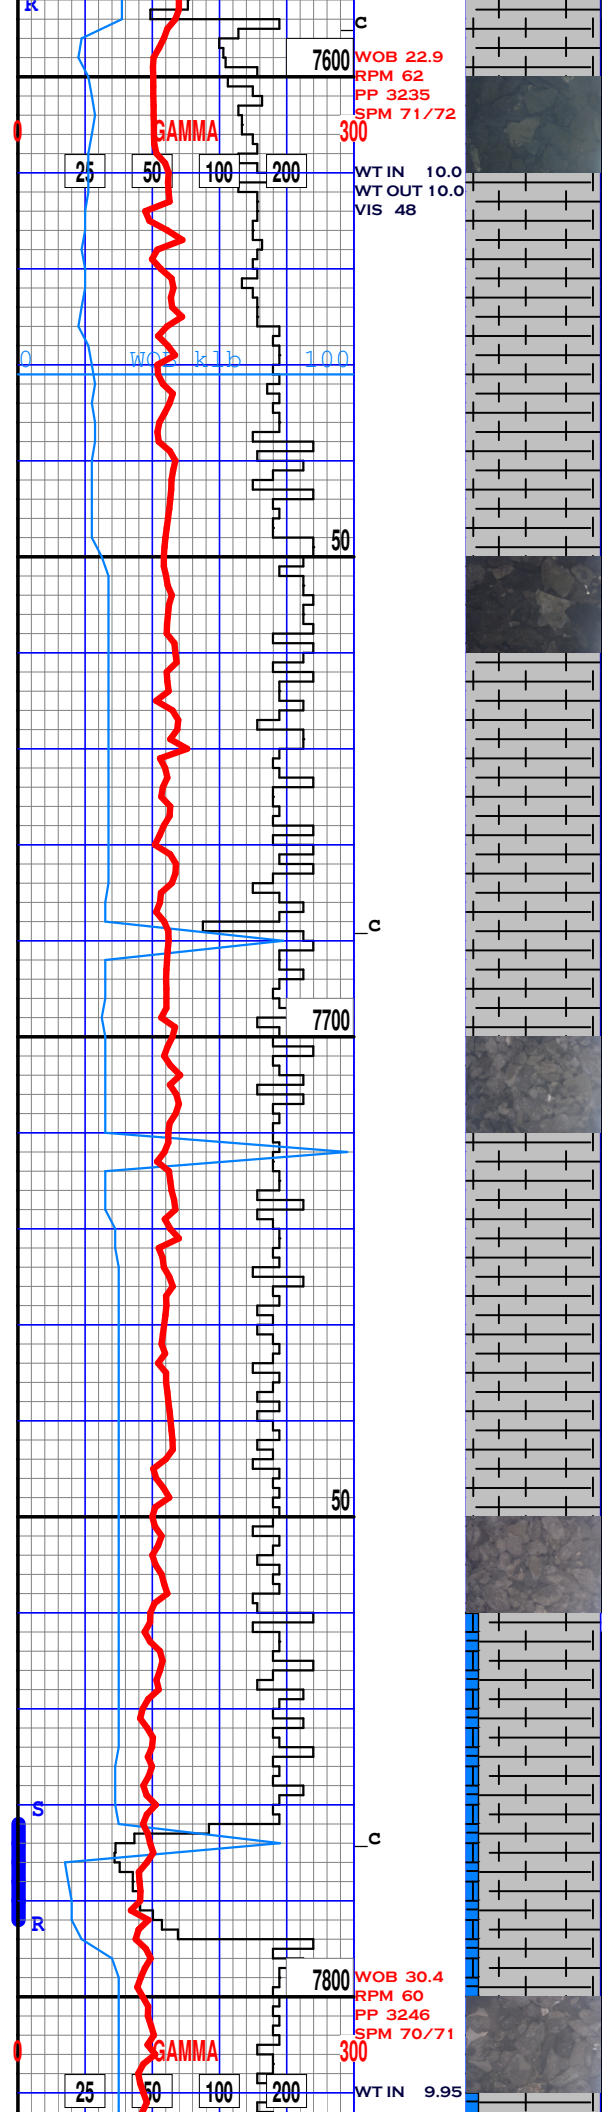 R
C
7600
WOB 22.9
RPM 62
PP 3235
SPM 71/72
0 GAMMA 300
25 50 100 200
WT IN 10.0
WT OUT 10.0
VIS 48
0 WOB klb 100
50
C
7700
50
S
C
R
7800
WOB 30.4
RPM 60
PP 3246
SPM 70/71
0 GAMMA 300
25 50 100 200
WT IN 9.95